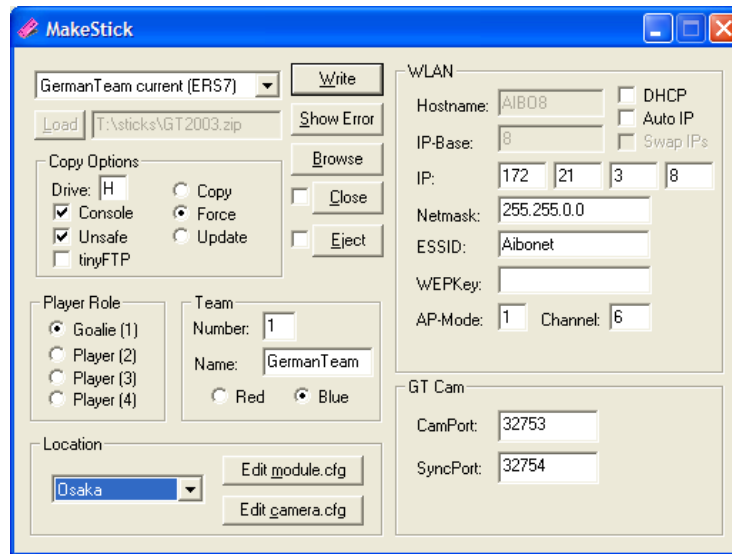 MakeStick
GermanTeam current (ERS7)
Write
Load
T:\sticks\GT2003.zip
Show Error
Browse
Copy Options
Drive: H
Copy
Close
Console
Force
Unsafe
Update
Eject
tinyFTP
Player Role
Goalie (1)
Player (2)
Player (3)
Player (4)
Team
Number: 1
Name: GermanTeam
Red
Blue
Location
Osaka
Edit module.cfg
Edit camera.cfg
WLAN
Hostname: AIBO8
DHCP
Auto IP
IP-Base: 8
Swap IPs
IP: 172 21 3 8
Netmask: 255.255.0.0
ESSID: Aibonet
WEPKey:
AP-Mode: 1 Channel: 6
GT Cam
CamPort: 32753
SyncPort: 32754